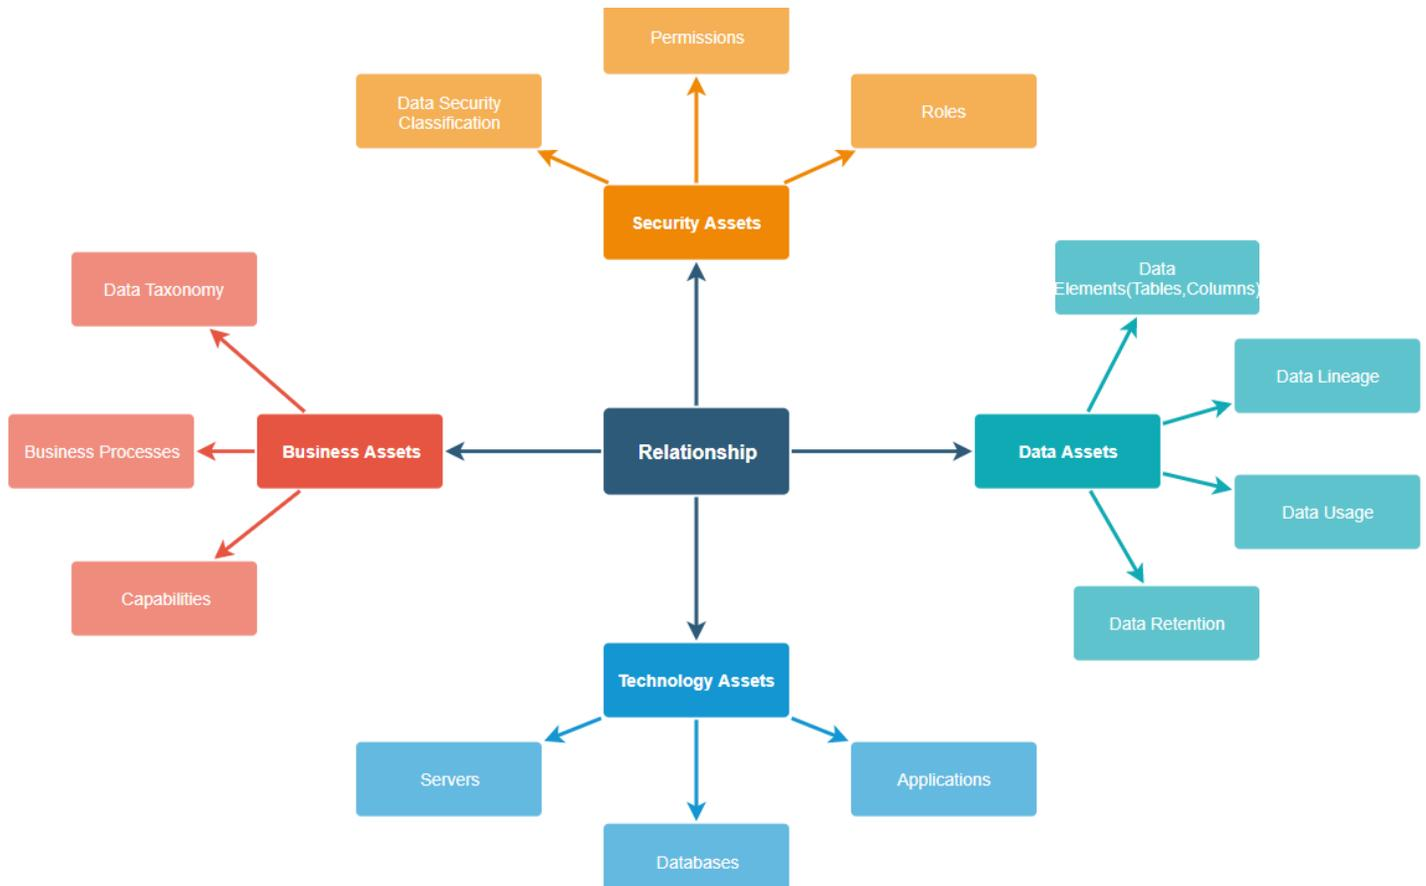 Permissions
Data Security
Classification
Roles
Security Assets
Data
Elements(Tables,Columns)
Data Taxonomy
Data Lineage
Business Processes
Business Assets
Relationship
Data Assets
Data Usage
Capabilities
Data Retention
Technology Assets
Servers
Applications
Databases